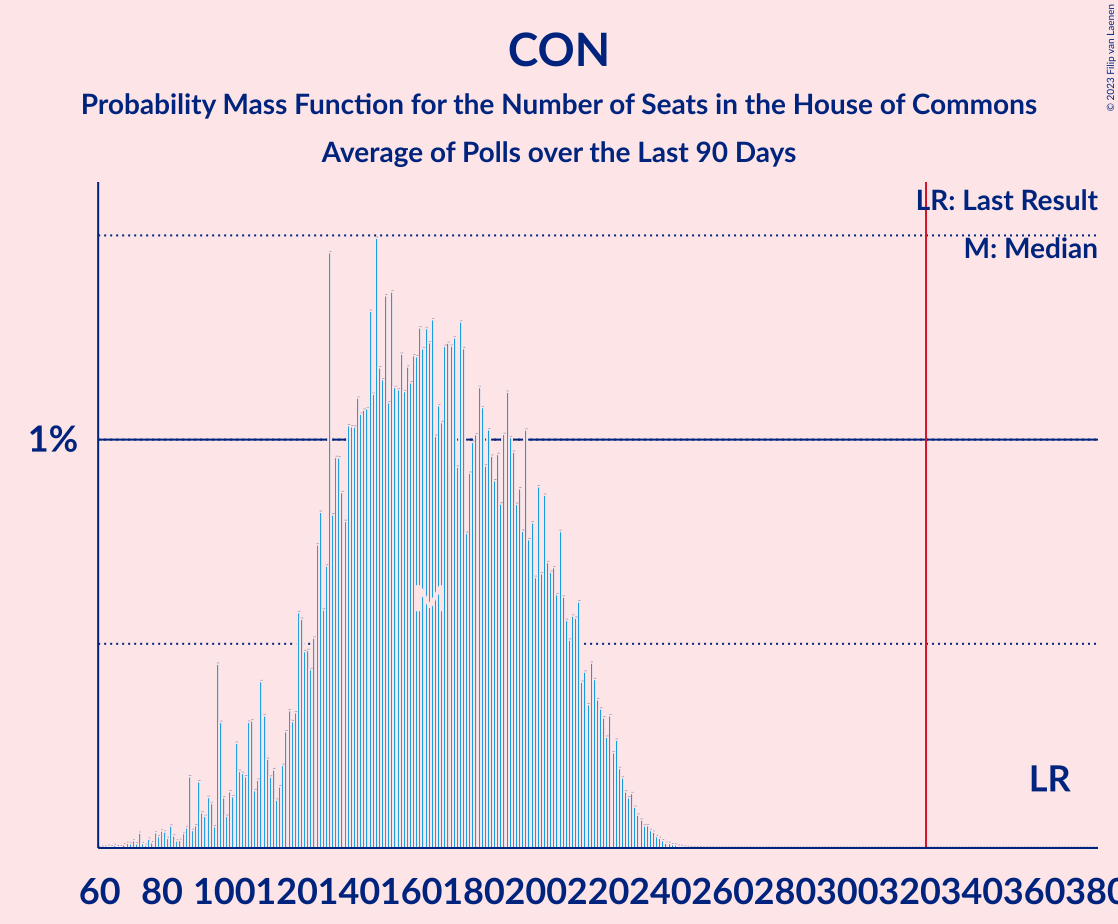 CON
Probability Mass Function for the Number of Seats in the House of Commons
Average of Polls over the Last 90 Days
© 2023 Filip van Laenen
LR: Last Result
M: Median
1%
M
LR
60 80 100 120 140 160 180 200 220 240 260 280 300 320 340 360 380